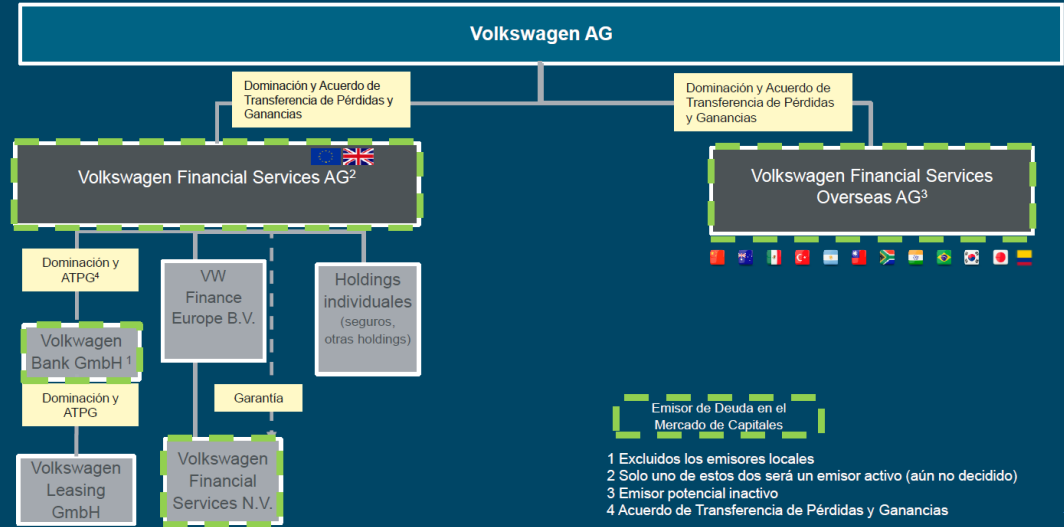 Volkswagen AG
Dominación y Acuerdo de
Transferencia de Pérdidas y
Ganancias
Dominación y Acuerdo de
Transferencia de Pérdidas
y Ganancias
Volkswagen Financial Services AG²
Volkswagen Financial Services
Overseas AG³
Dominación y
ATPG⁴
VW
Finance
Europe B.V.
Holdings
individuales
(seguros,
otras holdings)
Volkwagen
Bank GmbH ¹
Dominación y
ATPG
Garantía
Volkswagen
Leasing
GmbH
Volkswagen
Financial
Services N.V.
Emisor de Deuda en el
Mercado de Capitales
1 Excluidos los emisores locales
2 Solo uno de estos dos será un emisor activo (aún no decidido)
3 Emisor potencial inactivo
4 Acuerdo de Transferencia de Pérdidas y Ganancias